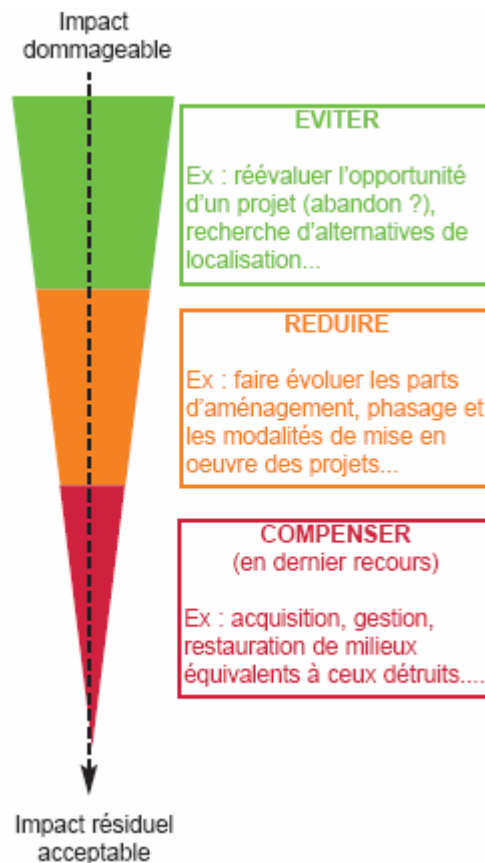 Impact
dommageable
EVITER
Ex : réévaluer l'opportunité
d'un projet (abandon ?),
recherche d'alternatives de
localisation...
REDUIRE
Ex : faire évoluer les parts
d'aménagement, phasage et
les modalités de mise en
oeuvre des projets...
COMPENSER
(en dernier recours)
Ex : acquisition, gestion,
restauration de milieux
équivalents à ceux détruits....
Impact résiduel
acceptable